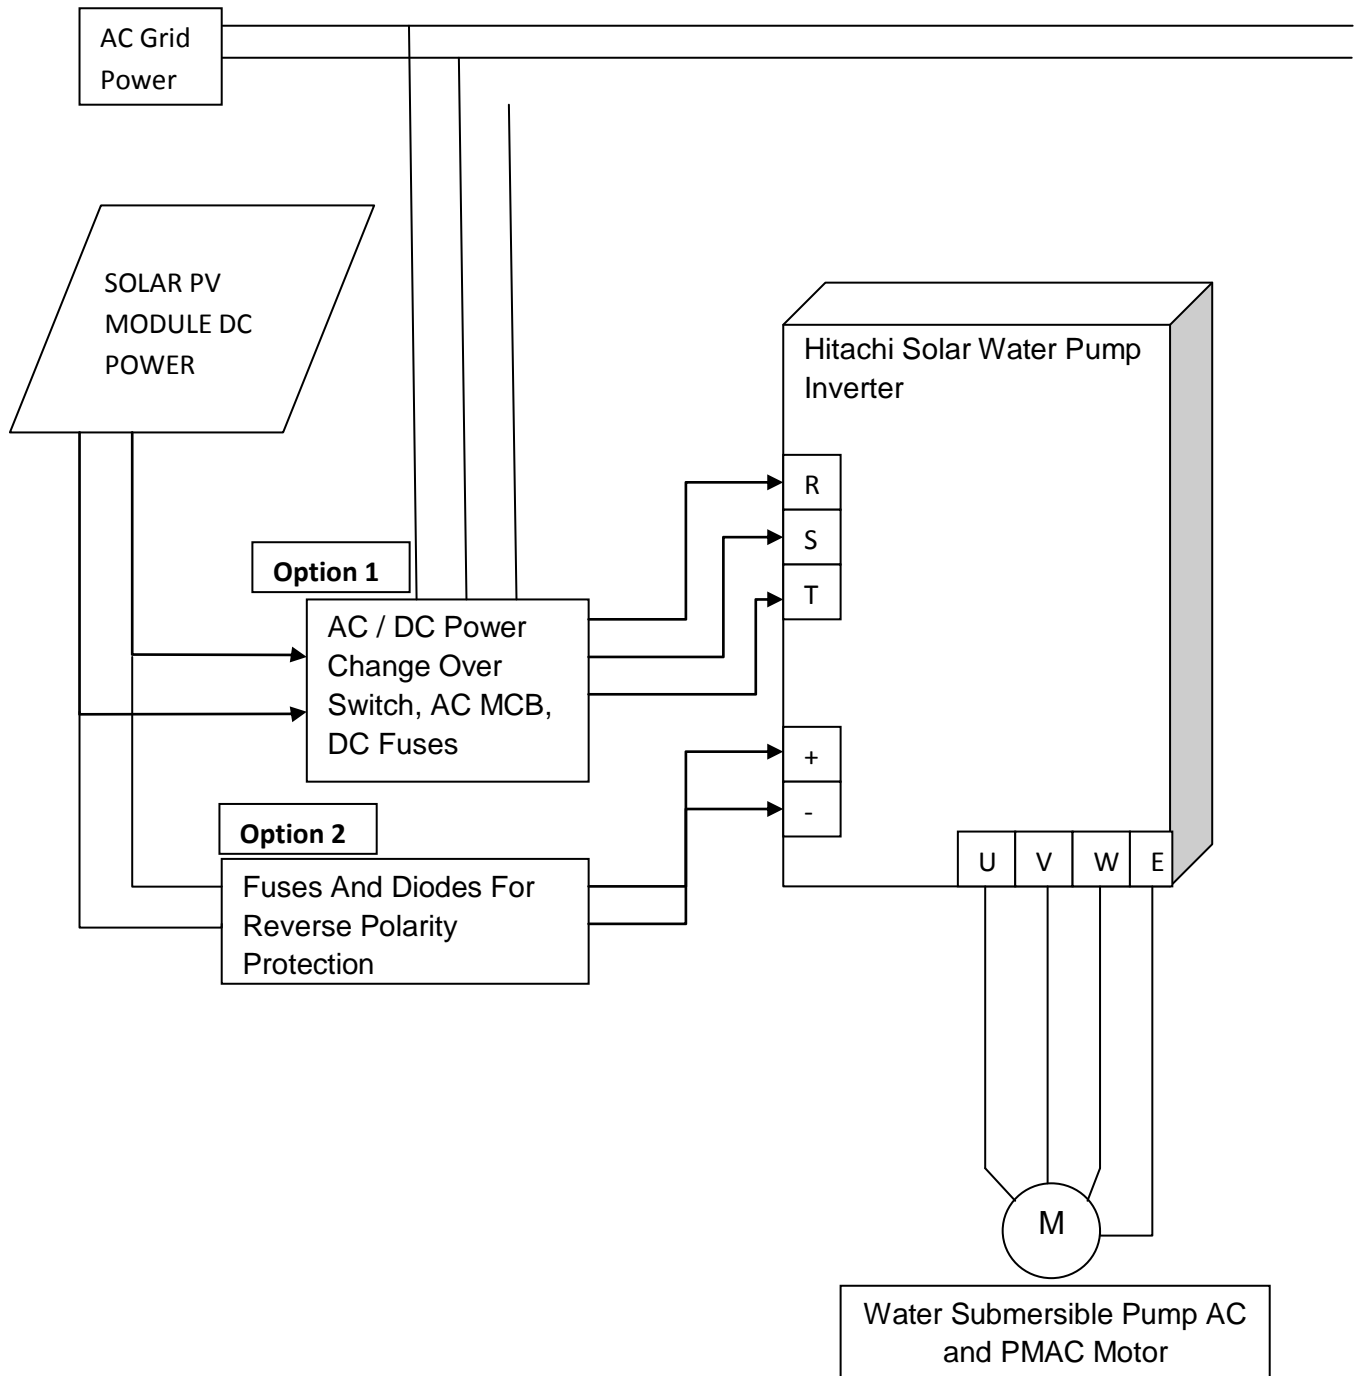 AC Grid
Power
SOLAR PV
MODULE DC
POWER
Hitachi Solar Water Pump
Inverter
R
S
T
Option 1
AC / DC Power
Change Over
Switch, AC MCB,
DC Fuses
+
-
Option 2
Fuses And Diodes For
Reverse Polarity
Protection
U V W E
M
Water Submersible Pump AC
and PMAC Motor